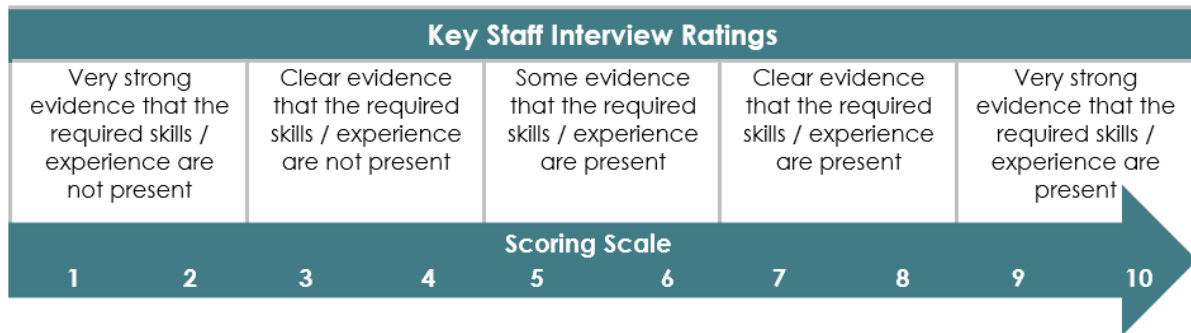 Key Staff Interview Ratings
Very strong
evidence that the
required skills /
experience are
not present
Clear evidence
that the required
skills / experience
are not present
Some evidence
that the required
skills / experience
are present
Clear evidence
that the required
skills / experience
are present
Very strong
evidence that the
required skills /
experience are
present
Scoring Scale
1 2 3 4 5 6 7 8 9 10